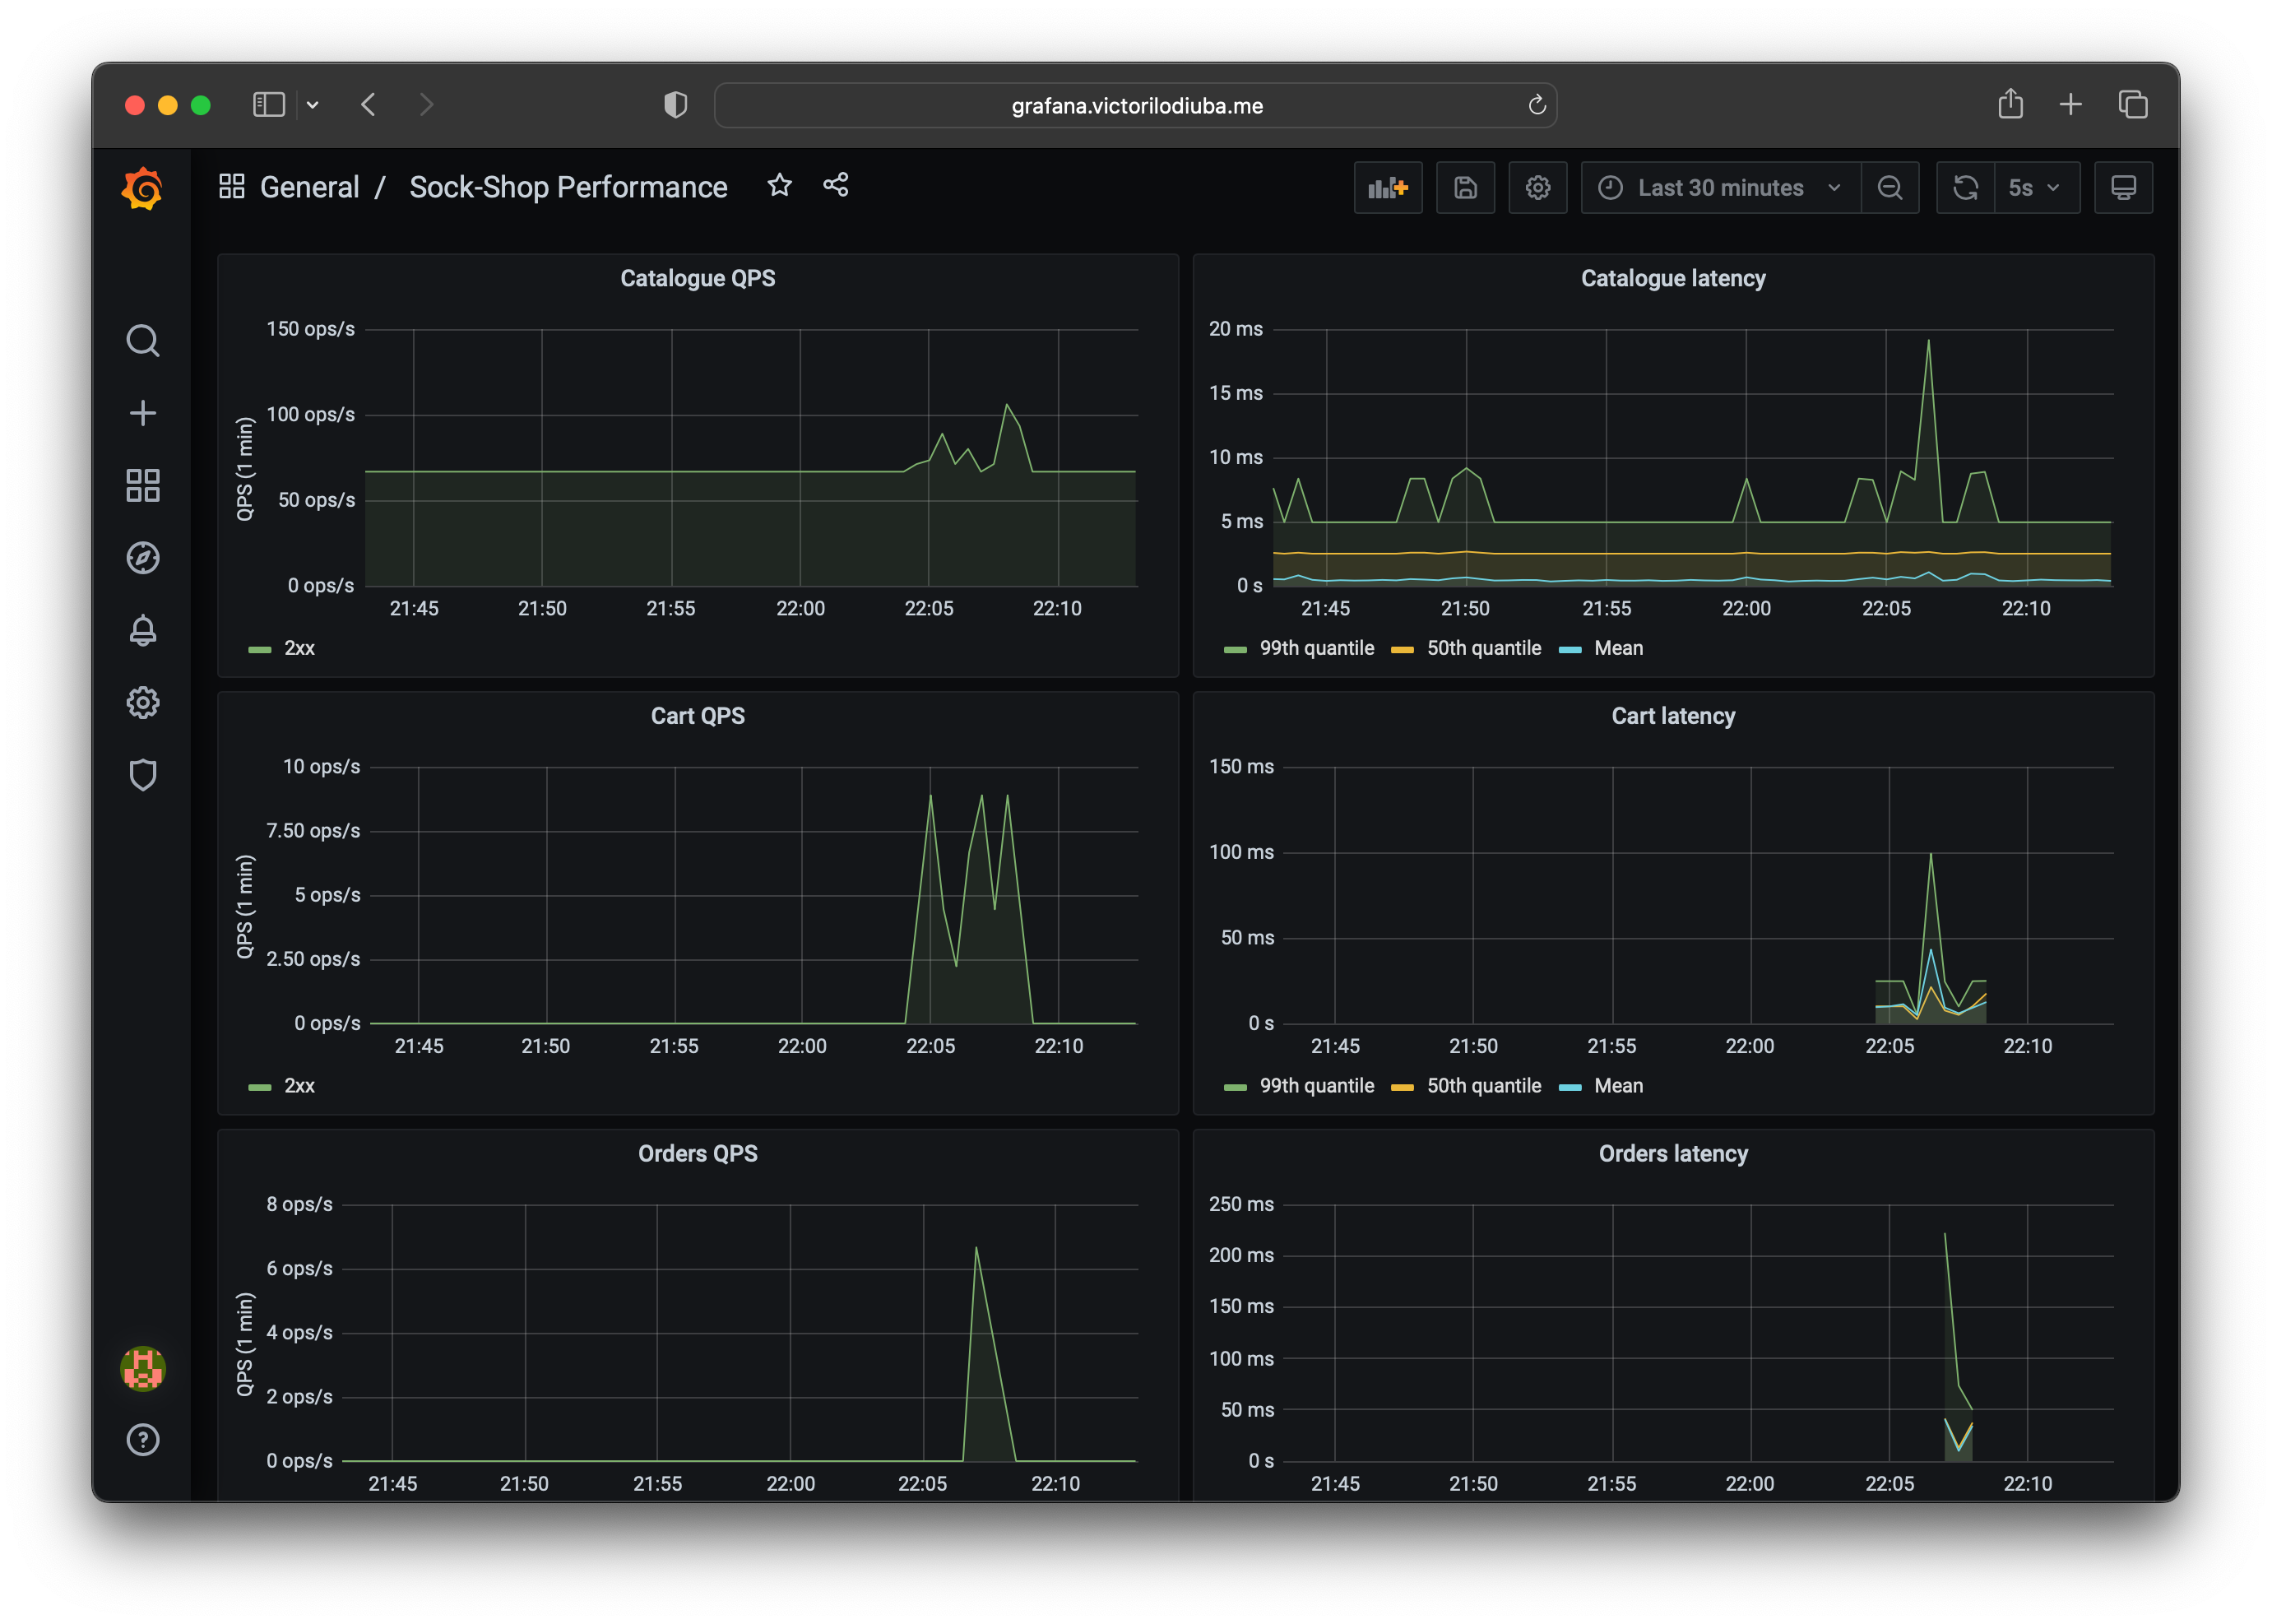 grafana.victorilodiuba.me
General / Sock-Shop Performance
Last 30 minutes
5s
Catalogue QPS
150 ops/s
100 ops/s
50 ops/s
0 ops/s
QPS (1 min)
21:45 21:50 21:55 22:00 22:05 22:10
2xx
Catalogue latency
20 ms
15 ms
10 ms
5 ms
0 s
21:45 21:50 21:55 22:00 22:05 22:10
99th quantile 50th quantile Mean
Cart QPS
10 ops/s
7.50 ops/s
5 ops/s
2.50 ops/s
0 ops/s
QPS (1 min)
21:45 21:50 21:55 22:00 22:05 22:10
2xx
Cart latency
150 ms
100 ms
50 ms
0 s
21:45 21:50 21:55 22:00 22:05 22:10
99th quantile 50th quantile Mean
Orders QPS
8 ops/s
6 ops/s
4 ops/s
2 ops/s
0 ops/s
QPS (1 min)
21:45 21:50 21:55 22:00 22:05 22:10
Orders latency
250 ms
200 ms
150 ms
100 ms
50 ms
0 s
21:45 21:50 21:55 22:00 22:05 22:10